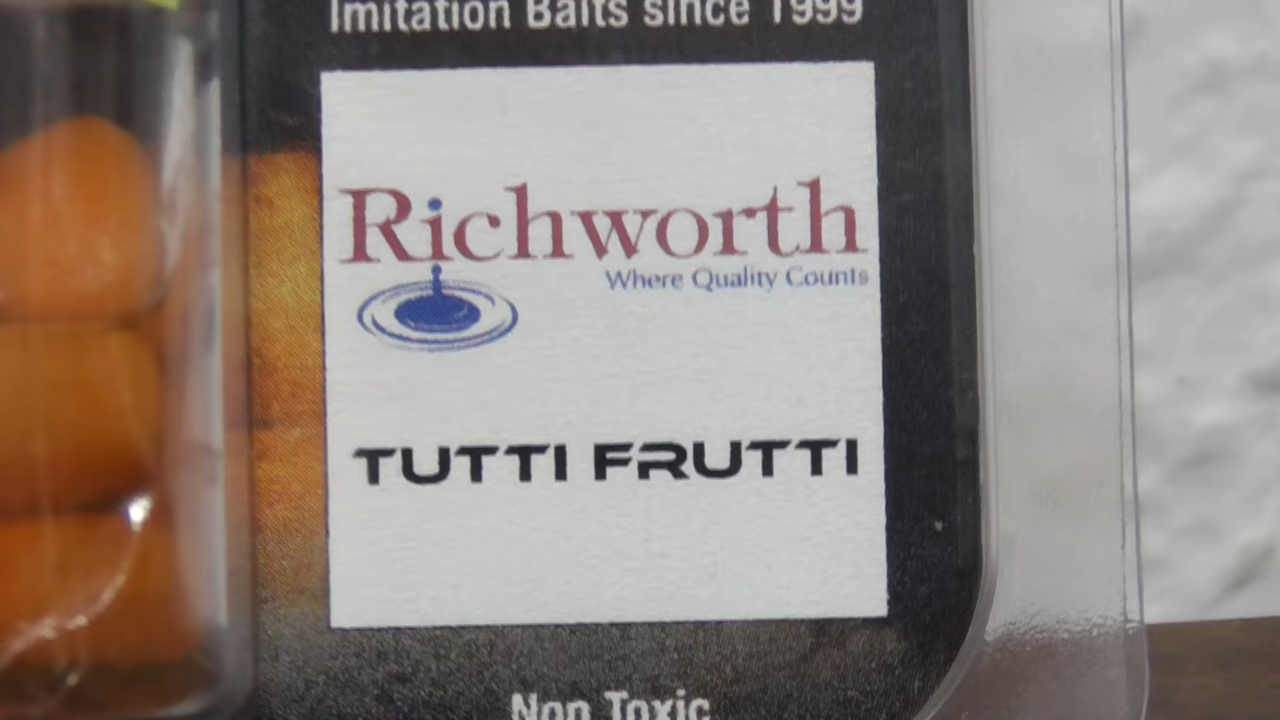 Imitation Baits since 1999
Richworth
Where Quality Counts
TUTTI FRUTTI
Non Toxic